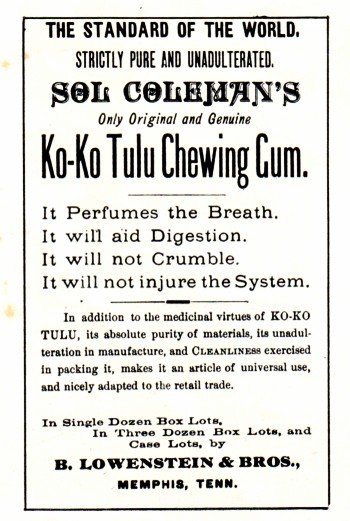 THE STANDARD OF THE WORLD.
STRICTLY PURE AND UNADULTERATED.
SOL COLEMAN'S
Only Original and Genuine
Ko-Ko Tulu Chewing Gum.
It Perfumes the Breath.
It will aid Digestion.
It will not Crumble.
It will not injure the System.
In addition to the medicinal virtues of KO-KO
TULU, its absolute purity of materials, its unadul-
teration in manufacture, and CLEANLINESS exercised
in packing it, makes it an article of universal use,
and nicely adapted to the retail trade.
In Single Dozen Box Lots,
In Three Dozen Box Lots, and
Case Lots, by
B. LOWENSTEIN & BROS.,
MEMPHIS, TENN.